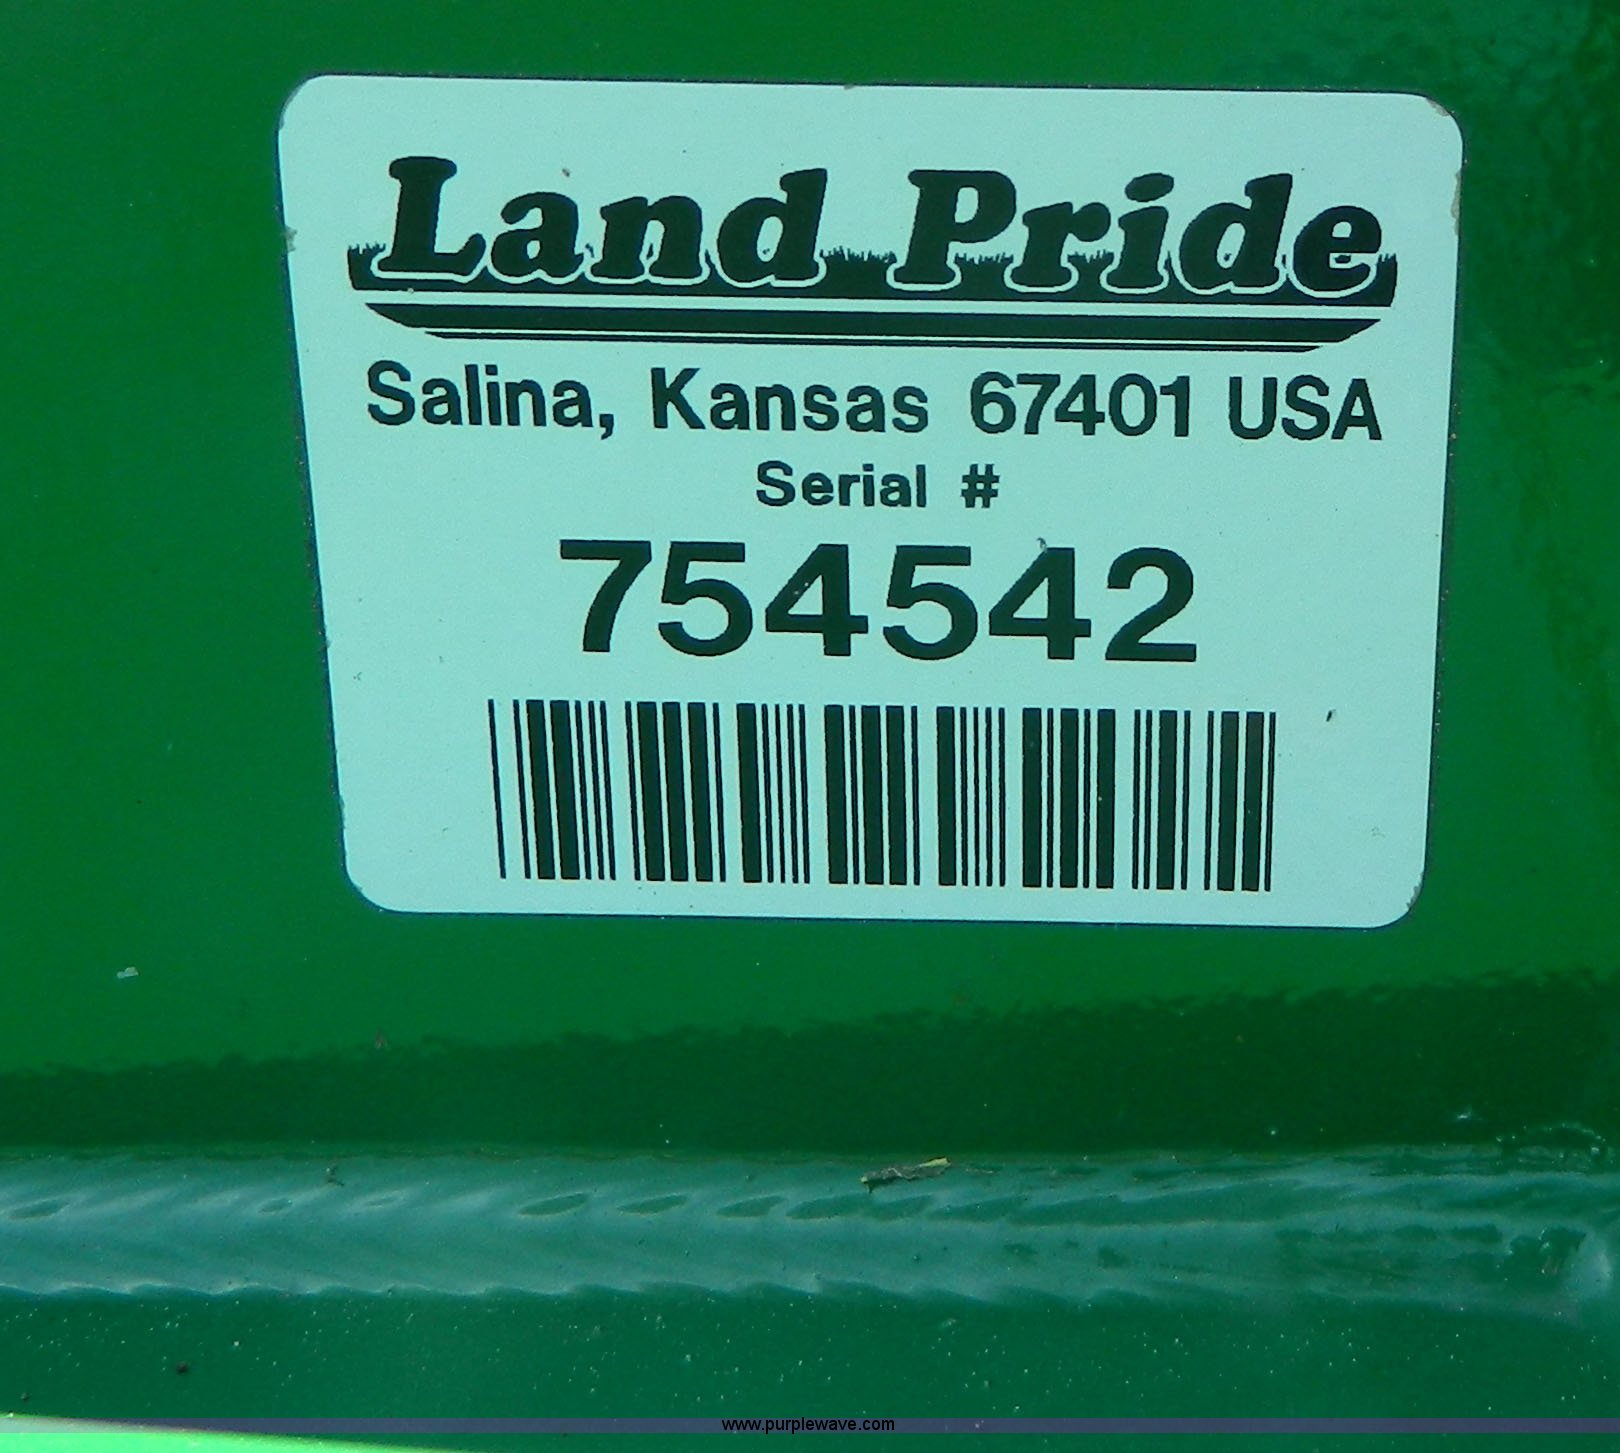 Land Pride
Salina, Kansas 67401 USA
Serial #
754542
www.purplewave.com